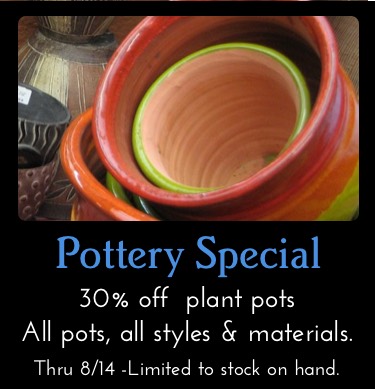 Pottery Special
30% off plant pots
All pots, all styles & materials.
Thru 8/14 -Limited to stock on hand.